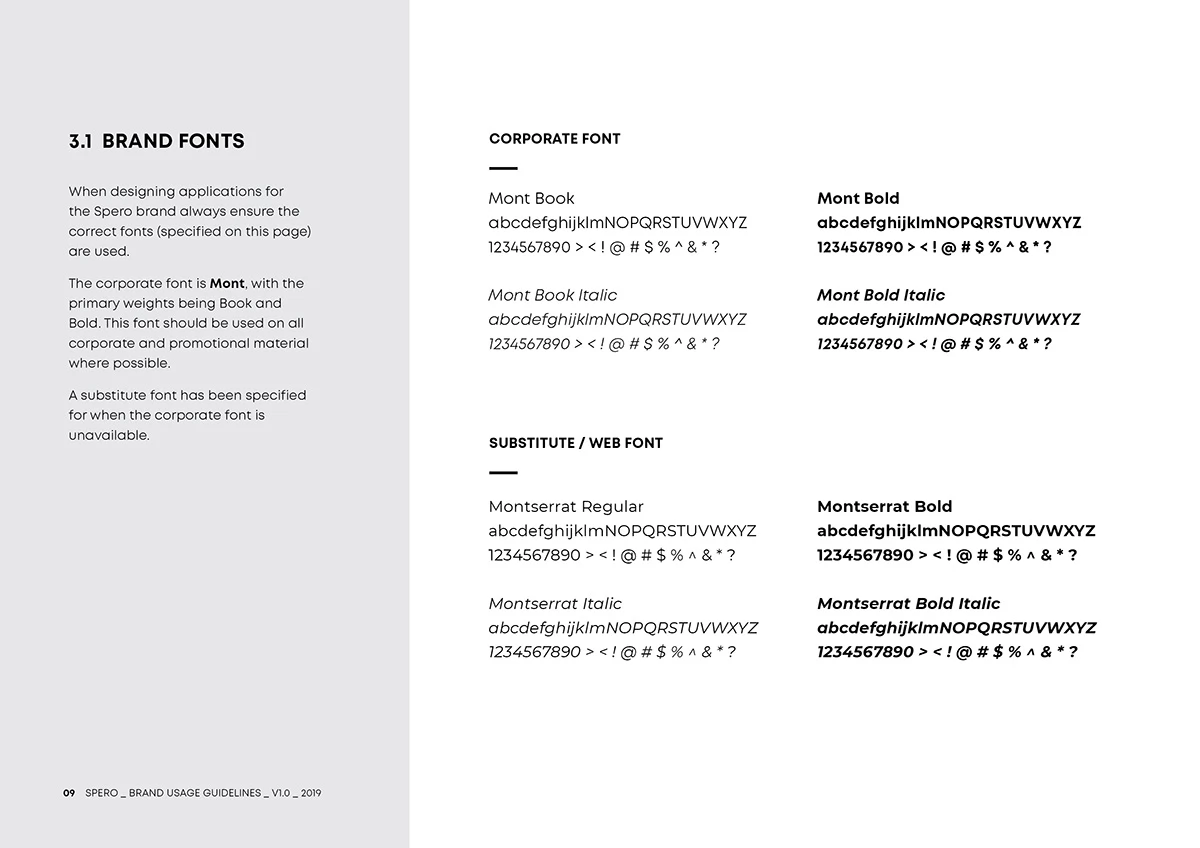 3.1 BRAND FONTS
When designing applications for
the Spero brand always ensure the
correct fonts (specified on this page)
are used.
The corporate font is Mont, with the
primary weights being Book and
Bold. This font should be used on all
corporate and promotional material
where possible.
A substitute font has been specified
for when the corporate font is
unavailable.
09 SPERO _ BRAND USAGE GUIDELINES _ V1.0 _ 2019
CORPORATE FONT
Mont Book
abcdefghijklmNOPQRSTUVWXYZ
1234567890 > < ! @ # $ % ^ & * ?
Mont Bold
abcdefghijklmNOPQRSTUVWXYZ
1234567890 > < ! @ # $ % ^ & * ?
Mont Book Italic
abcdefghijklmNOPQRSTUVWXYZ
1234567890 > < ! @ # $ % ^ & * ?
Mont Bold Italic
abcdefghijklmNOPQRSTUVWXYZ
1234567890 > < ! @ # $ % ^ & * ?
SUBSTITUTE / WEB FONT
Montserrat Regular
abcdefghijklmNOPQRSTUVWXYZ
1234567890 > < ! @ # $ % ^ & * ?
Montserrat Bold
abcdefghijklmNOPQRSTUVWXYZ
1234567890 > < ! @ # $ % ^ & * ?
Montserrat Italic
abcdefghijklmNOPQRSTUVWXYZ
1234567890 > < ! @ # $ % ^ & * ?
Montserrat Bold Italic
abcdefghijklmNOPQRSTUVWXYZ
1234567890 > < ! @ # $ % ^ & * ?